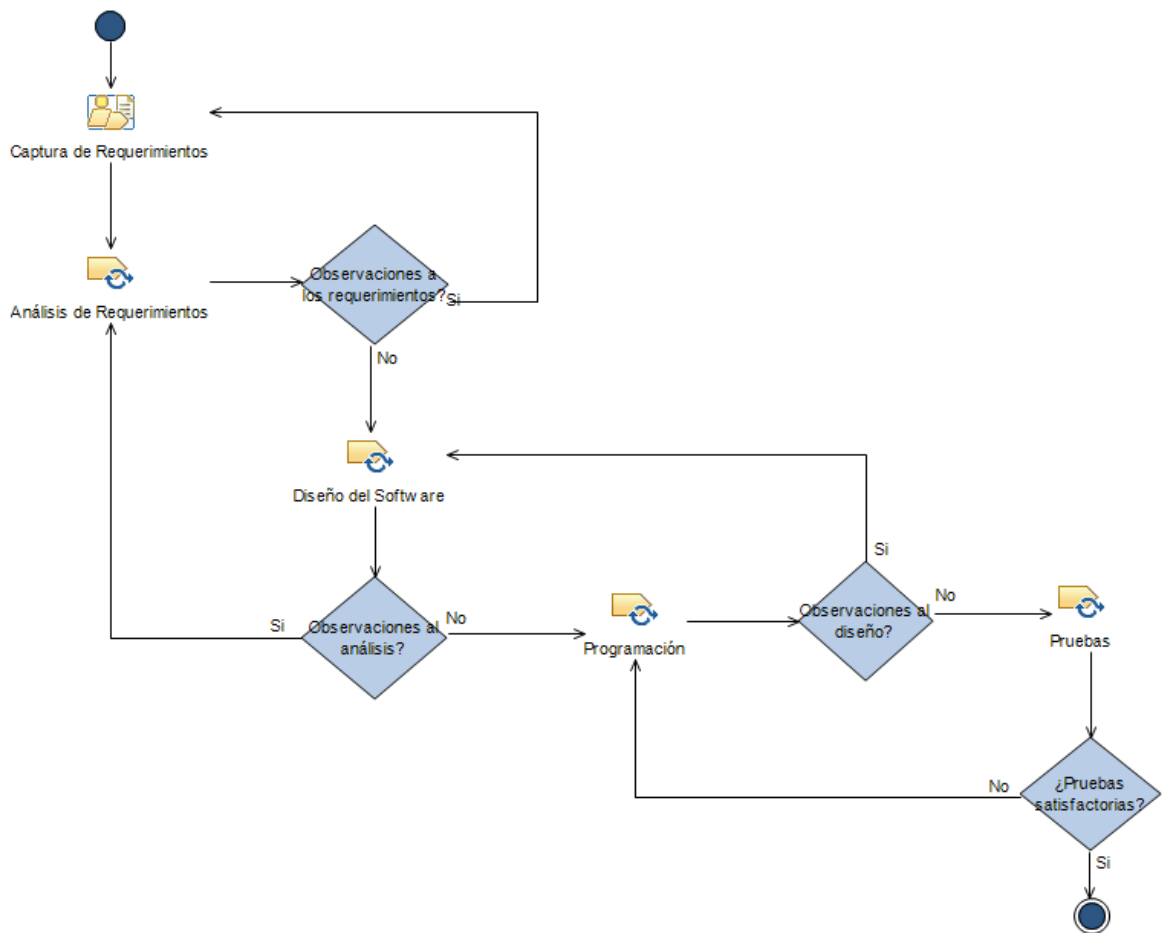 Captura de Requerimientos
Análisis de Requerimientos
Observaciones a
los requerimientos?
Si
No
Diseño del Software
Si
Observaciones al
análisis?
No
Programación
Si
Observaciones al
diseño?
No
Pruebas
No
¿Pruebas
satisfactorias?
Si